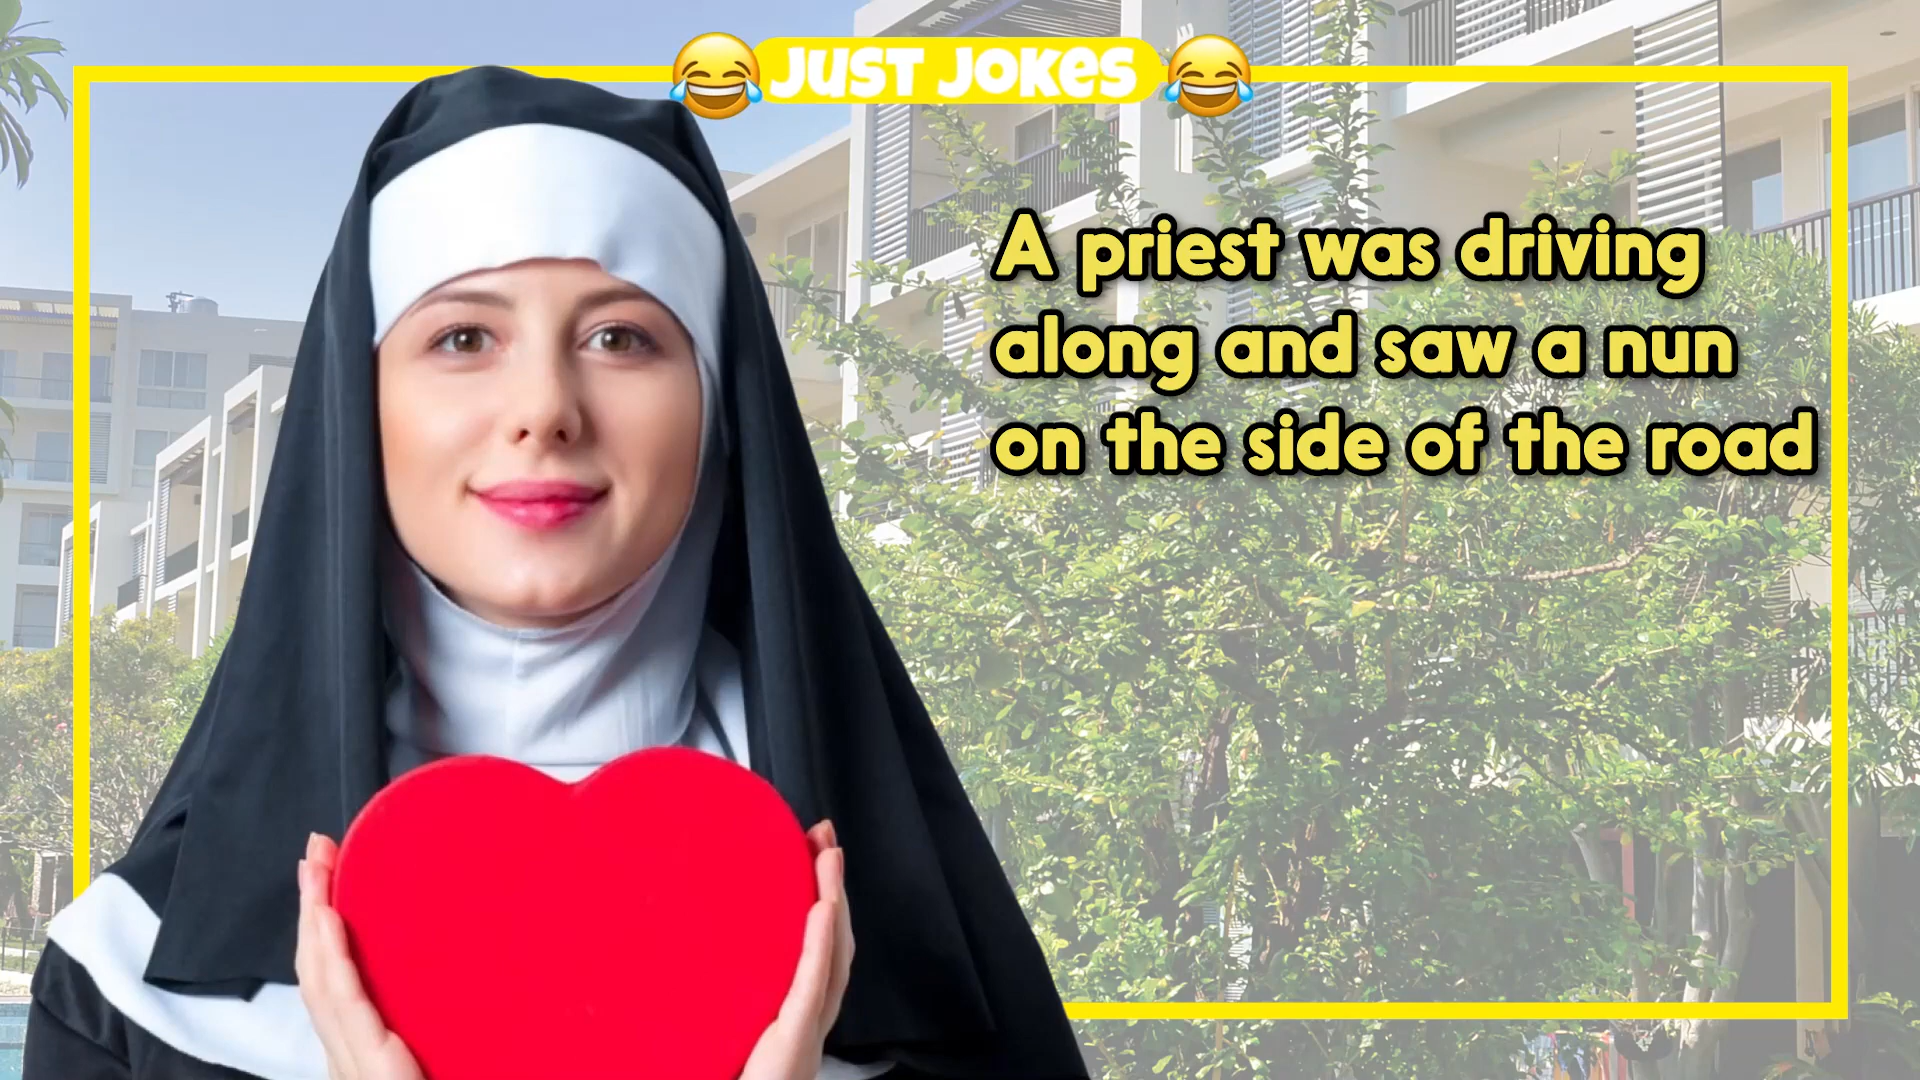 JUST JOKES
A priest was driving
along and saw a nun
on the side of the road